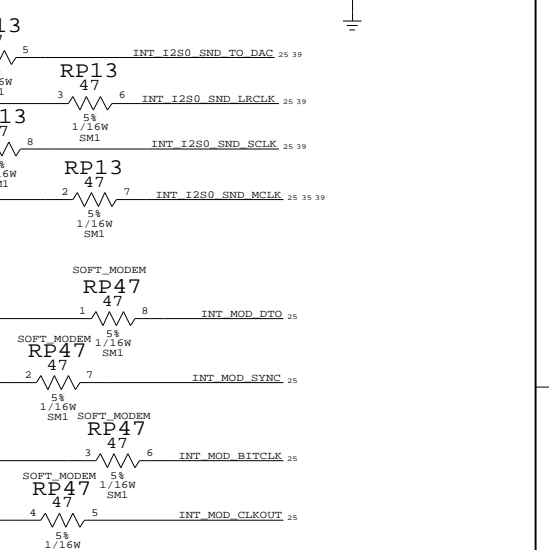 13
7
5 INT_I2S0_SND_TO_DAC 25 39
RP13
47
3 6 INT_I2S0_SND_LRCLK 25 39
5%
1/16W
SM1
13
7
8 INT_I2S0_SND_SCLK 25 39
RP13
47
2 7 INT_I2S0_SND_MCLK 25 35 39
5%
1/16W
SM1
SOFT_MODEM
RP47
47
1 8 INT_MOD_DTO 25
5%
1/16W
SM1
SOFT_MODEM
RP47
47
2 7 INT_MOD_SYNC 25
5%
1/16W
SM1
SOFT_MODEM
RP47
47
3 6 INT_MOD_BITCLK 25
5%
1/16W
SM1
SOFT_MODEM
RP47
47
4 5 INT_MOD_CLKOUT 25
5%
1/16W